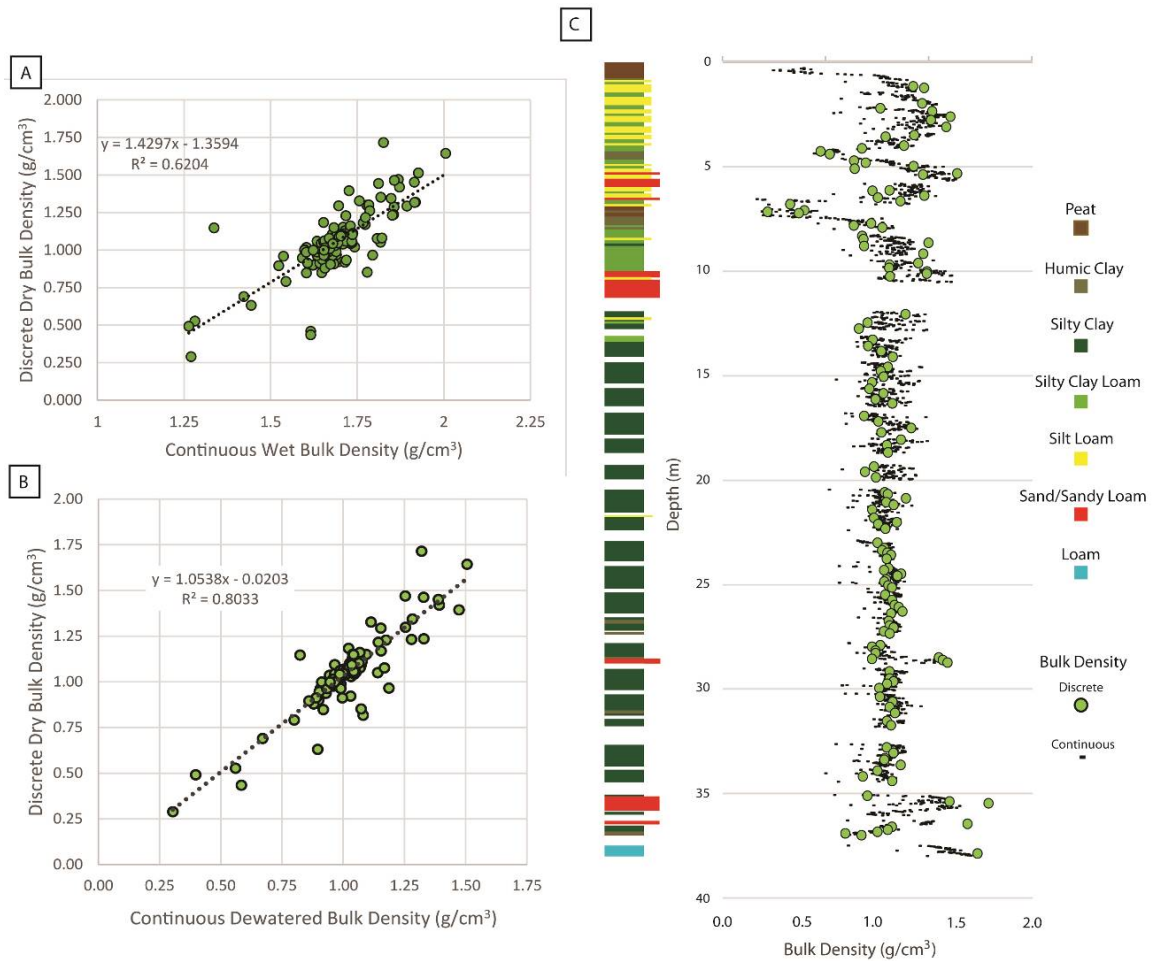 A
2.000
1.750
1.500
1.250
1.000
0.750
0.500
0.250
0.000
y = 1.4297x - 1.3594
R² = 0.6204
1
1.25
1.5
1.75
2
2.25
Discrete Dry Bulk Density (g/cm³)
Continuous Wet Bulk Density (g/cm³)
B
2.00
1.75
1.50
1.25
1.00
0.75
0.50
0.25
0.00
y = 1.0538x - 0.0203
R² = 0.8033
0.00
0.25
0.50
0.75
1.00
1.25
1.50
1.75
Discrete Dry Bulk Density (g/cm³)
Continuous Dewatered Bulk Density (g/cm³)
C
0
5
10
15
20
25
30
35
40
Depth (m)
0.0
0.5
1.0
1.5
2.0
Bulk Density (g/cm³)
Peat
Humic Clay
Silty Clay
Silty Clay Loam
Silt Loam
Sand/Sandy Loam
Loam
Bulk Density
Discrete
Continuous